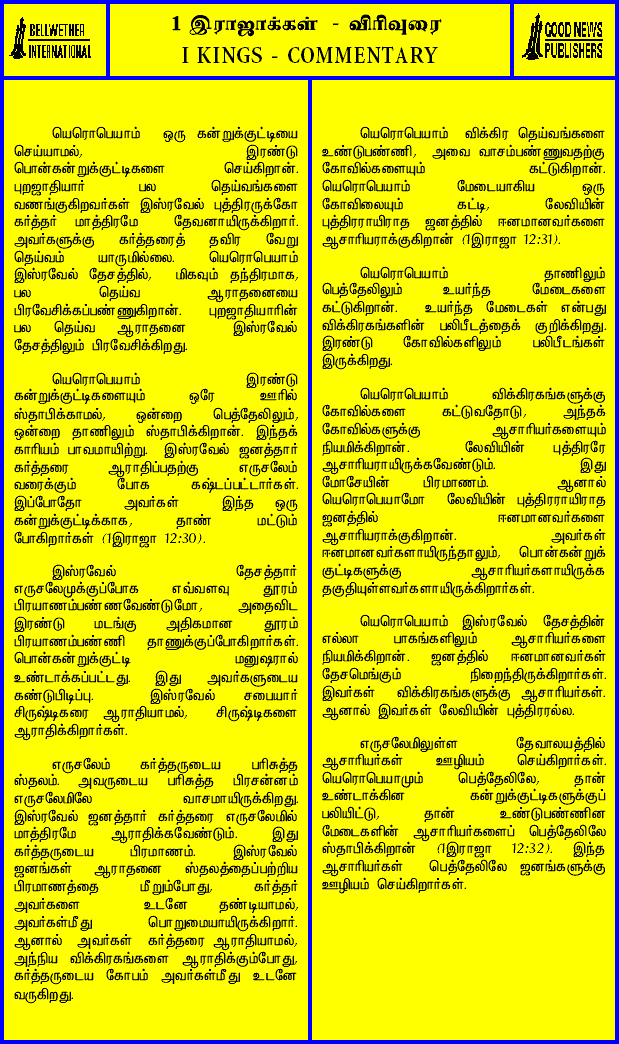 BELLWETHER
INTERNATIONAL
1 இராஜாக்கள் - விரிவுரை
I KINGS - COMMENTARY
GOOD NEWS
PUBLISHERS
யெரொபெயாம் ஒரு கன்றுக்குட்டியை
செய்யாமல், இரண்டு
பொன்கன்றுக்குட்டிகளை செய்கிறான்.
புறஜாதியார் பல தெய்வங்களை
வணங்குகிறவர்கள் இஸ்ரவேல் புத்திரருக்கோ
கர்த்தர் மாத்திரமே தேவனாயிருக்கிறார்.
அவர்களுக்கு கர்த்தரைத் தவிர வேறு
தெய்வம் யாருமில்லை. யெரொபெயாம்
இஸ்ரவேல் தேசத்தில், மிகவும் தந்திரமாக,
பல தெய்வ ஆராதனையை
பிரவேசிக்கப்பண்ணுகிறான். புறஜாதியாரின்
பல தெய்வ ஆராதனை இஸ்ரவேல்
தேசத்திலும் பிரவேசிக்கிறது.
யெரொபெயாம் இரண்டு
கன்றுக்குட்டிகளையும் ஒரே ஊரில்
ஸ்தாபிக்காமல், ஒன்றை பெத்தேலிலும்,
ஒன்றை தாணிலும் ஸ்தாபிக்கிறான். இந்தக்
காரியம் பாவமாயிற்று. இஸ்ரவேல் ஜனத்தார்
கர்த்தரை ஆராதிப்பதற்கு எருசலேம்
வரைக்கும் போக கஷ்டப்பட்டார்கள்.
இப்போதோ அவர்கள் இந்த ஒரு
கன்றுக்குட்டிக்காக, தாண் மட்டும்
போகிறார்கள் (1இராஜா 12:30).
இஸ்ரவேல் தேசத்தார்
எருசலேமுக்குப்போக எவ்வளவு தூரம்
பிரயாணம்பண்ணவேண்டுமோ, அதைவிட
இரண்டு மடங்கு அதிகமான தூரம்
பிரயாணம்பண்ணி தாணுக்குப்போகிறார்கள்.
பொன்கன்றுக்குட்டி மனுஷரால்
உண்டாக்கப்பட்டது. இது அவர்களுடைய
கண்டுபிடிப்பு. இஸ்ரவேல் சபையார்
சிருஷ்டிகரை ஆராதியாமல், சிருஷ்டிகளை
ஆராதிக்கிறார்கள்.
எருசலேம் கர்த்தருடைய பரிசுத்த
ஸ்தலம். அவருடைய பரிசுத்த பிரசன்னம்
எருசலேமிலே வாசமாயிருக்கிறது.
இஸ்ரவேல் ஜனத்தார் கர்த்தரை எருசலேமில்
மாத்திரமே ஆராதிக்கவேண்டும். இது
கர்த்தருடைய பிரமாணம். இஸ்ரவேல்
ஜனங்கள் ஆராதனை ஸ்தலத்தைப்பற்றிய
பிரமாணத்தை மீறும்போது, கர்த்தர்
அவர்களை உடனே தண்டியாமல்,
அவர்கள்மீது பொறுமையாயிருக்கிறார்.
ஆனால் அவர்கள் கர்த்தரை ஆராதியாமல்,
அந்நிய விக்கிரகங்களை ஆராதிக்கும்போது,
கர்த்தருடைய கோபம் அவர்கள்மீது உடனே
வருகிறது.
யெரொபெயாம் விக்கிர தெய்வங்களை
உண்டுபண்ணி, அவை வாசம்பண்ணுவதற்கு
கோவில்களையும் கட்டுகிறான்.
யெரொபெயாம் மேடையாகிய ஒரு
கோவிலையும் கட்டி, லேவியின்
புத்திரராயிராத ஜனத்தில் ஈனமானவர்களை
ஆசாரியராக்குகிறான் (1இராஜா 12:31).
யெரொபெயாம் தாணிலும்
பெத்தேலிலும் உயர்ந்த மேடைகளை
கட்டுகிறான். உயர்ந்த மேடைகள் என்பது
விக்கிரகங்களின் பலிபீடத்தைக் குறிக்கிறது.
இரண்டு கோவில்களிலும் பலிபீடங்கள்
இருக்கிறது.
யெரொபெயாம் விக்கிரகங்களுக்கு
கோவில்களை கட்டுவதோடு, அந்தக்
கோவில்களுக்கு ஆசாரியர்களையும்
நியமிக்கிறான். லேவியின் புத்திரரே
ஆசாரியராயிருக்கவேண்டும். இது
மோசேயின் பிரமாணம். ஆனால்
யெரொபெயாமோ லேவியின் புத்திரராயிராத
ஜனத்தில் ஈனமானவர்களை
ஆசாரியராக்குகிறான். அவர்கள்
ஈனமானவர்களாயிருந்தாலும், பொன்கன்றுக்
குட்டிகளுக்கு ஆசாரியர்களாயிருக்க
தகுதியுள்ளவர்களாயிருக்கிறார்கள்.
யெரொபெயாம் இஸ்ரவேல் தேசத்தின்
எல்லா பாகங்களிலும் ஆசாரியர்களை
நியமிக்கிறான். ஜனத்தில் ஈனமானவர்கள்
தேசமெங்கும் நிறைந்திருக்கிறார்கள்.
இவர்கள் விக்கிரகங்களுக்கு ஆசாரியர்கள்.
ஆனால் இவர்கள் லேவியின் புத்திரரல்ல.
எருசலேமிலுள்ள தேவாலயத்தில்
ஆசாரியர்கள் ஊழியம் செய்கிறார்கள்.
யெரொபெயாமும் பெத்தேலிலே, தான்
உண்டாக்கின கன்றுக்குட்டிகளுக்குப்
பலியிட்டு, தான் உண்டுபண்ணின
மேடைகளின் ஆசாரியர்களைப் பெத்தேலிலே
ஸ்தாபிக்கிறான் (1இராஜா 12:32). இந்த
ஆசாரியர்கள் பெத்தேலிலே ஜனங்களுக்கு
ஊழியம் செய்கிறார்கள்.